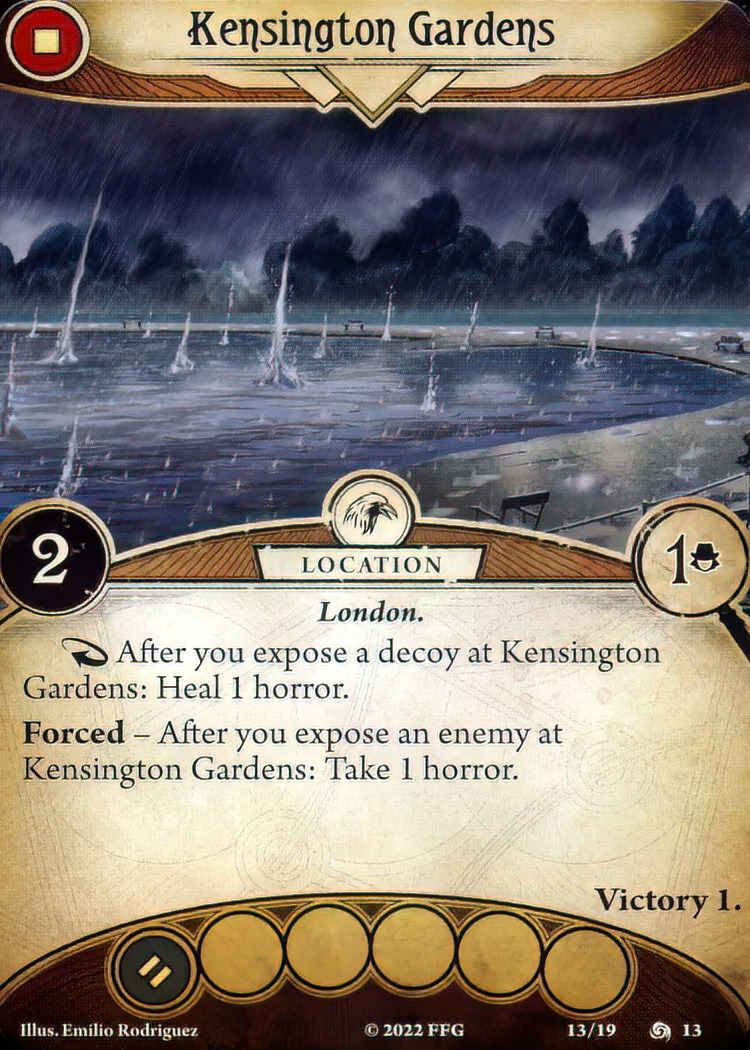 Kensington Gardens
2
1
LOCATION
London.
After you expose a decoy at Kensington
Gardens: Heal 1 horror.
Forced – After you expose an enemy at
Kensington Gardens: Take 1 horror.
Victory 1.
Illus. Emilio Rodriguez © 2022 FFG 13/19 13